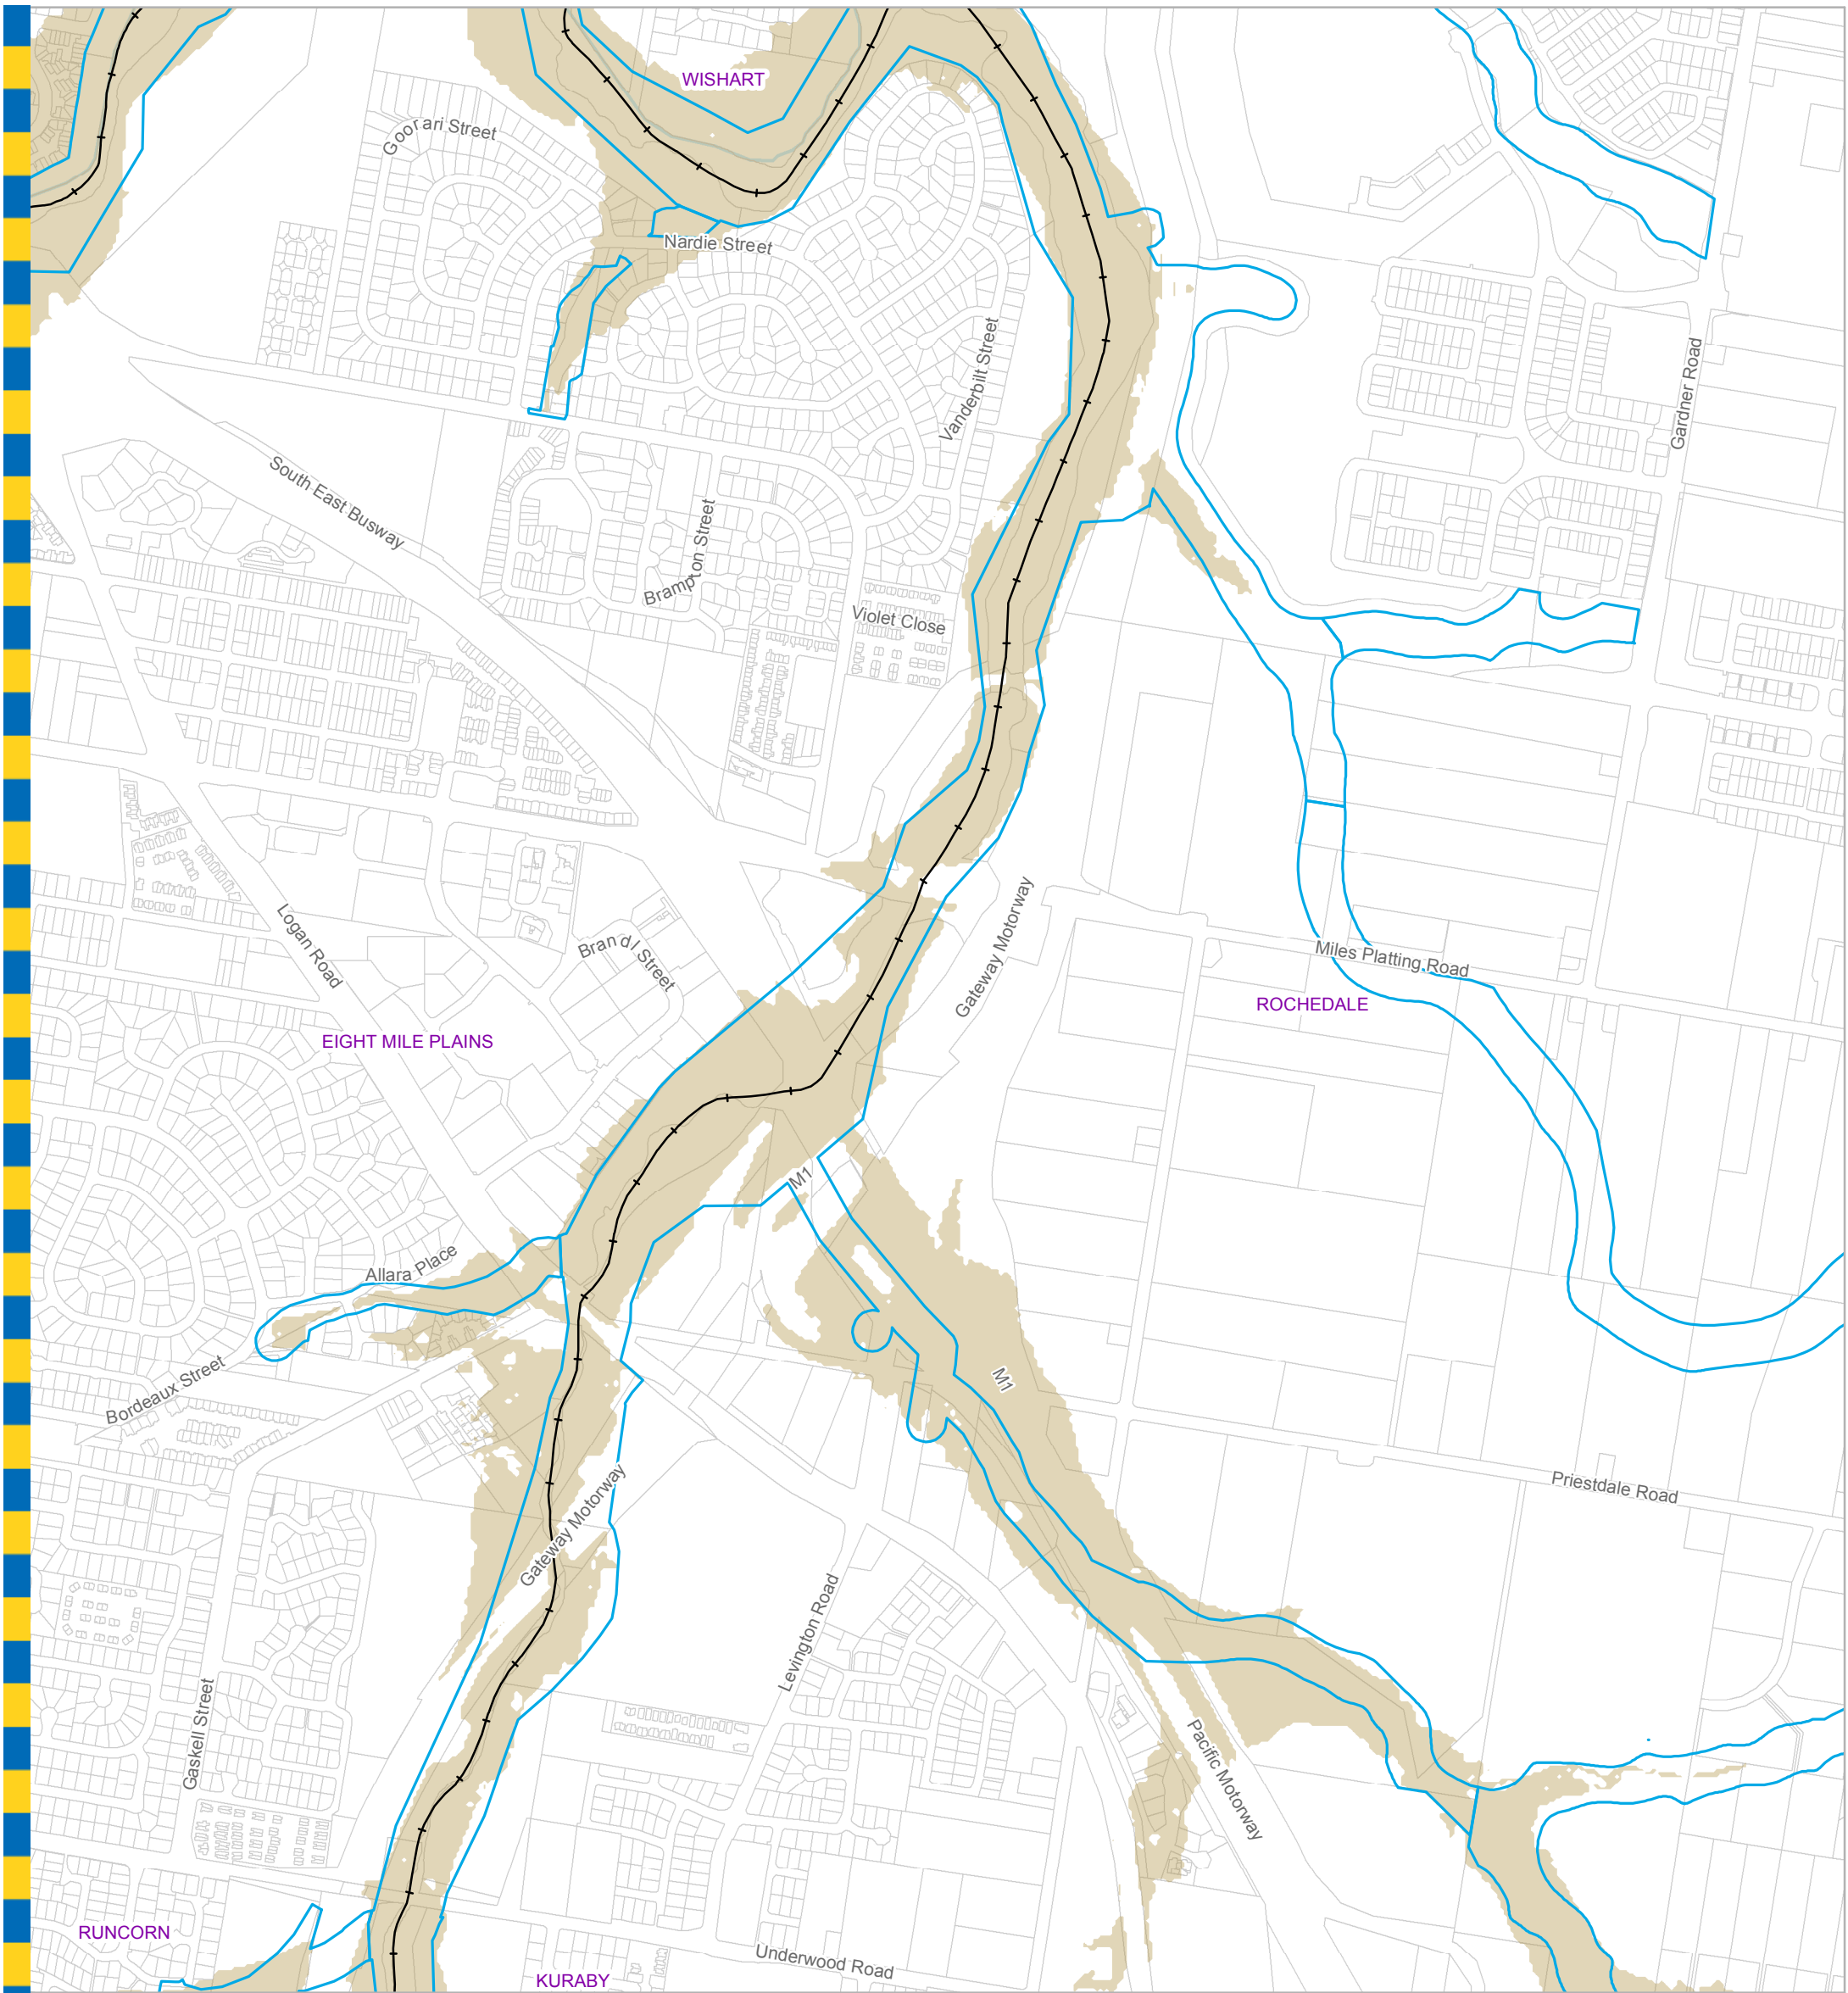 WISHART
Goorari Street
Nardie Street
Vanderbilt Street
Gardner Road
South East Busway
Brampton Street
Violet Close
Logan Road
Brandl Street
Gateway Motorway
Miles Platting Road
ROCHEDALE
EIGHT MILE PLAINS
M1
Allara Place
Bordeaux Street
M1
Gateway Motorway
Priestdale Road
Levington Road
Gaskell Street
Pacific Motorway
RUNCORN
Underwood Road
KURABY